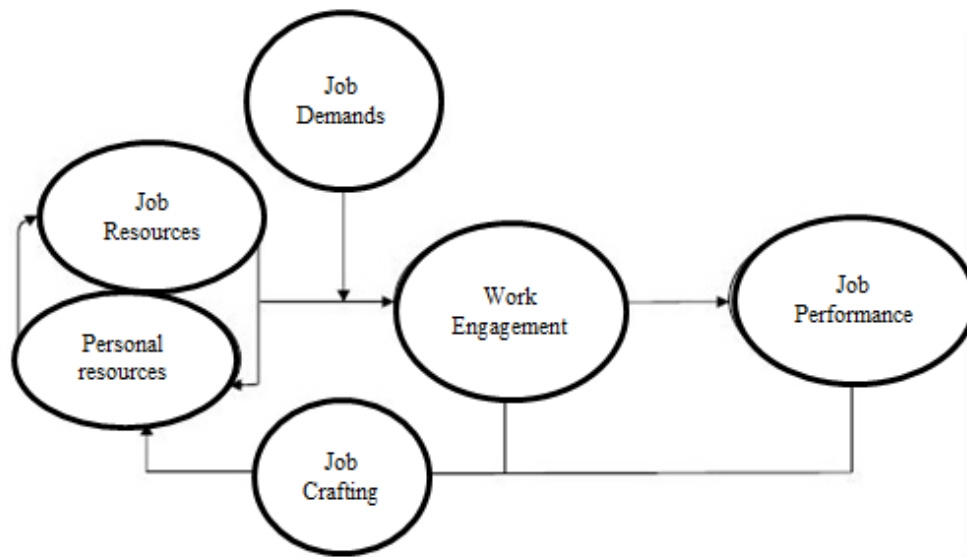 Job
Demands
Job
Resources
Personal
resources
Work
Engagement
Job
Performance
Job
Crafting